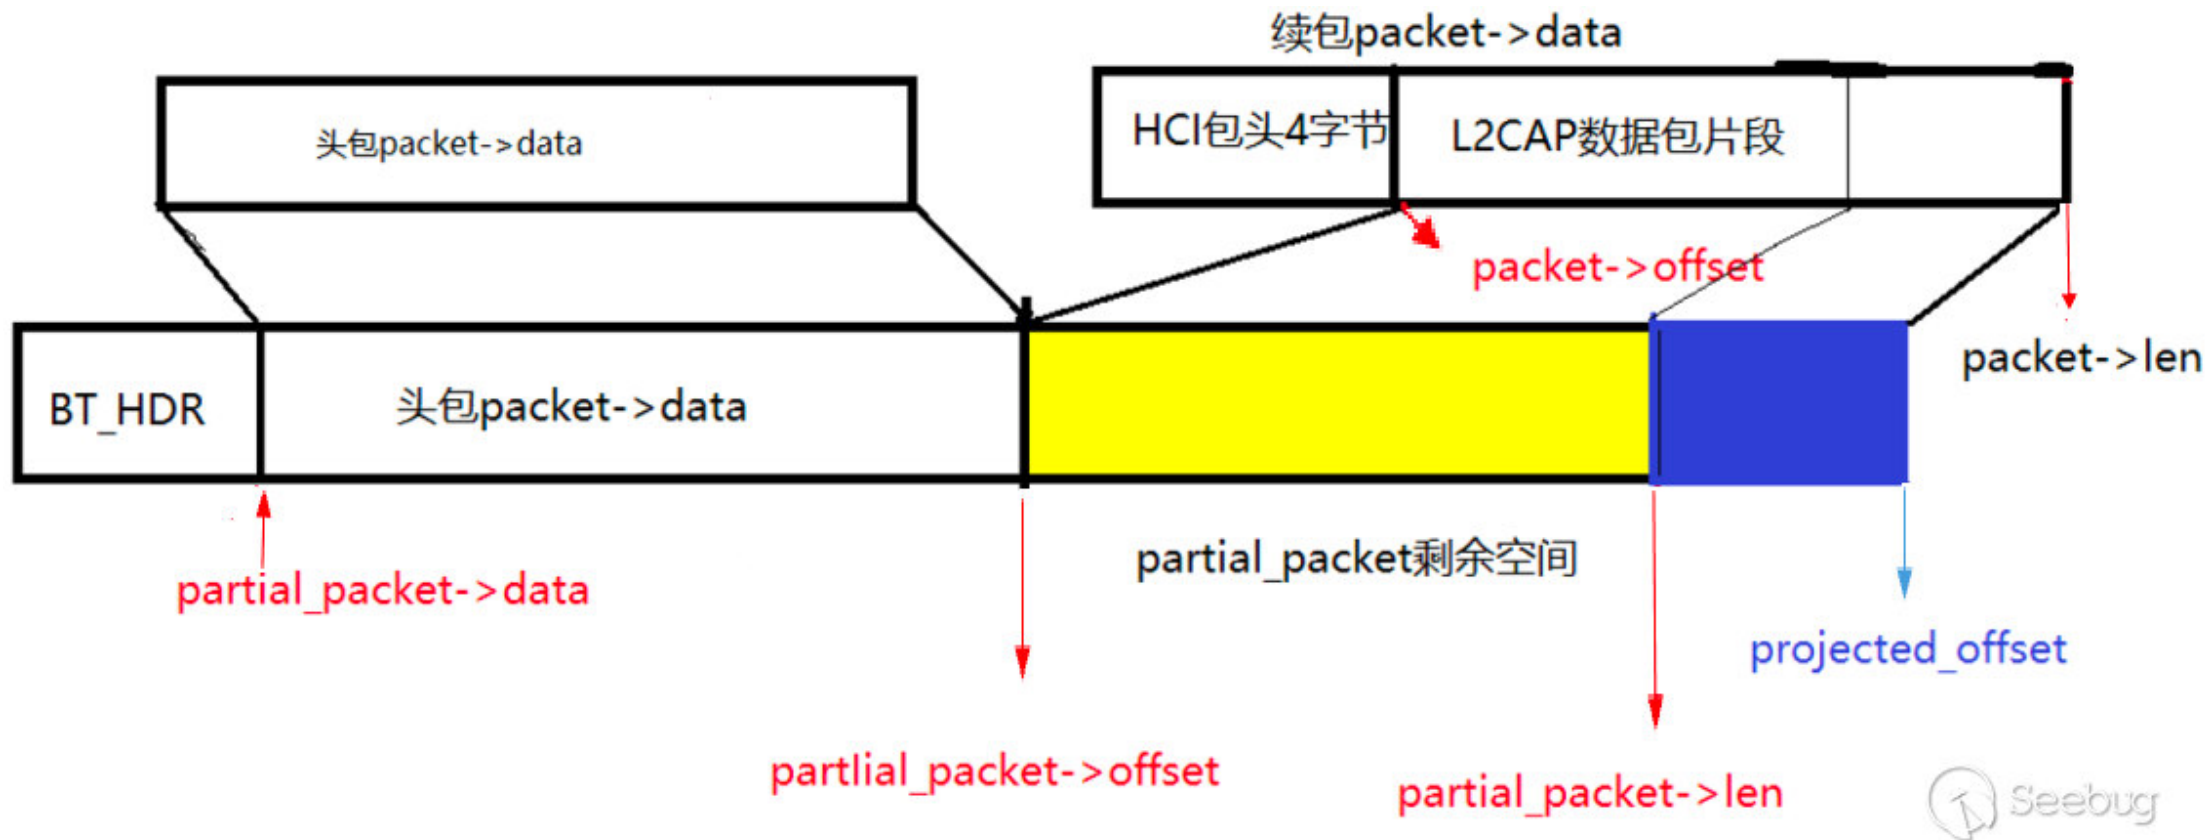 续包packet->data
头包packet->data
HCI包头4字节
L2CAP数据包片段
packet->offset
packet->len
BT_HDR
头包packet->data
partial_packet->data
partial_packet剩余空间
projected_offset
partlial_packet->offset
partial_packet->len
Seebug